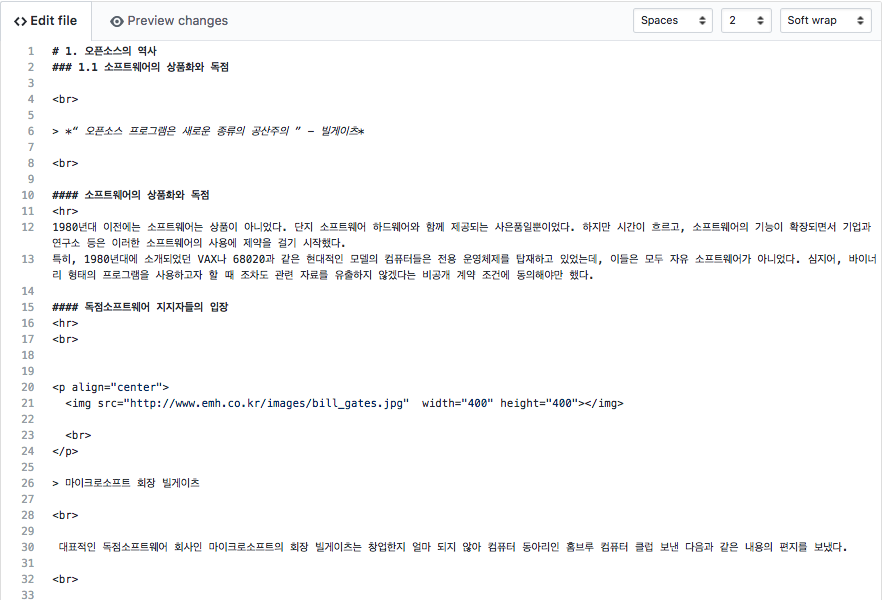 Edit file
Preview changes
Spaces
2
Soft wrap
1 # 1. 오픈소스의 역사
2 ### 1.1 소프트웨어의 상품화와 독점
3
4 <br>
5
6 > *“ 오픈소스 프로그램은 새로운 종류의 공산주의 ” – 빌게이츠*
7
8 <br>
9
10 #### 소프트웨어의 상품화와 독점
11 <hr>
12 1980년대 이전에는 소프트웨어는 상품이 아니었다. 단지 소프트웨어 하드웨어와 함께 제공되는 사은품일뿐이었다. 하지만 시간이 흐르고, 소프트웨어의 기능이 확장되면서 기업과
연구소 등은 이러한 소프트웨어의 사용에 제약을 걸기 시작했다.
13 특히, 1980년대에 소개되었던 VAX나 68020과 같은 현대적인 모델의 컴퓨터들은 전용 운영체제를 탑재하고 있었는데, 이들은 모두 자유 소프트웨어가 아니었다. 심지어, 바이너
리 형태의 프로그램을 사용하고자 할 때 조차도 관련 자료를 유출하지 않겠다는 비공개 계약 조건에 동의해야만 했다.
14
15 #### 독점소프트웨어 지지자들의 입장
16 <hr>
17 <br>
18
19
20 <p align="center">
21 <img src="http://www.emh.co.kr/images/bill_gates.jpg"  width="400" height="400"></img>
22
23 <br>
24 </p>
25
26 > 마이크로소프트 회장 빌게이츠
27
28 <br>
29
30 대표적인 독점소프트웨어 회사인 마이크로소프트의 회장 빌게이츠는 창업한지 얼마 되지 않아 컴퓨터 동아리인 홈브루 컴퓨터 클럽 보낸 다음과 같은 내용의 편지를 보냈다.
31
32 <br>
33